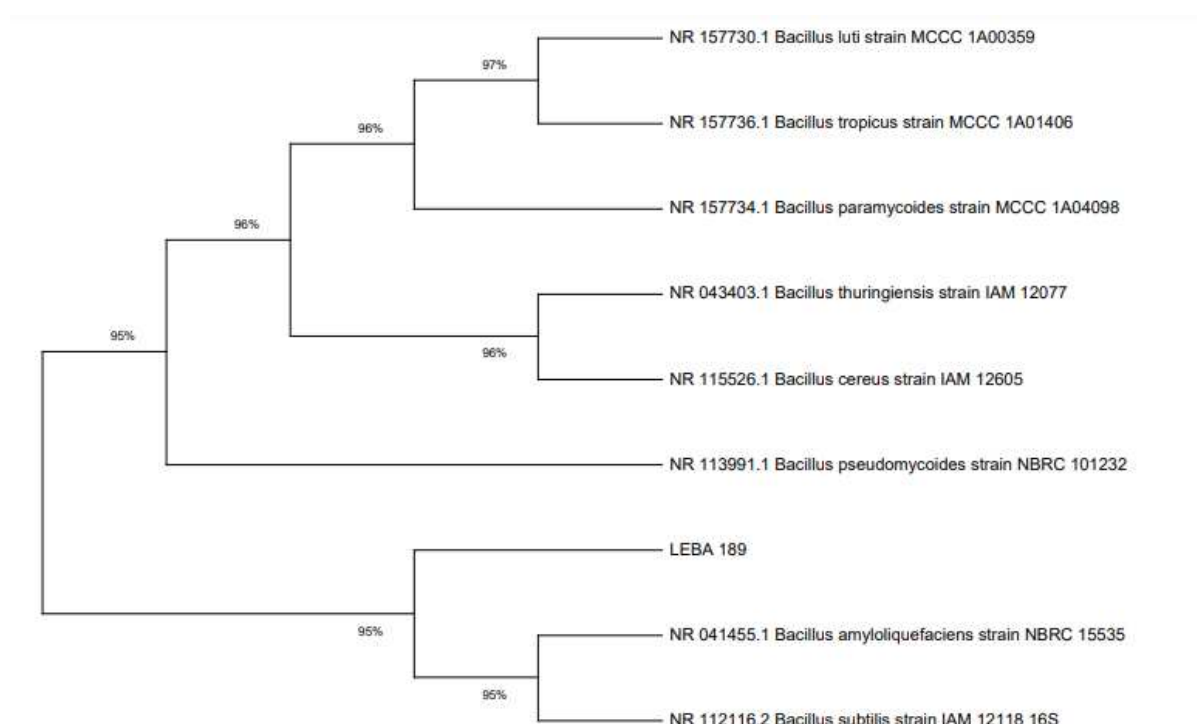 NR 157730.1 Bacillus luti strain MCCC 1A00359
97%
NR 157736.1 Bacillus tropicus strain MCCC 1A01406
96%
NR 157734.1 Bacillus paramycoides strain MCCC 1A04098
96%
NR 043403.1 Bacillus thuringiensis strain IAM 12077
95%
96%
NR 115526.1 Bacillus cereus strain IAM 12605
NR 113991.1 Bacillus pseudomycoides strain NBRC 101232
LEBA 189
95%
NR 041455.1 Bacillus amyloliquefaciens strain NBRC 15535
95%
NR 112116.2 Bacillus subtilis strain IAM 12118 16S